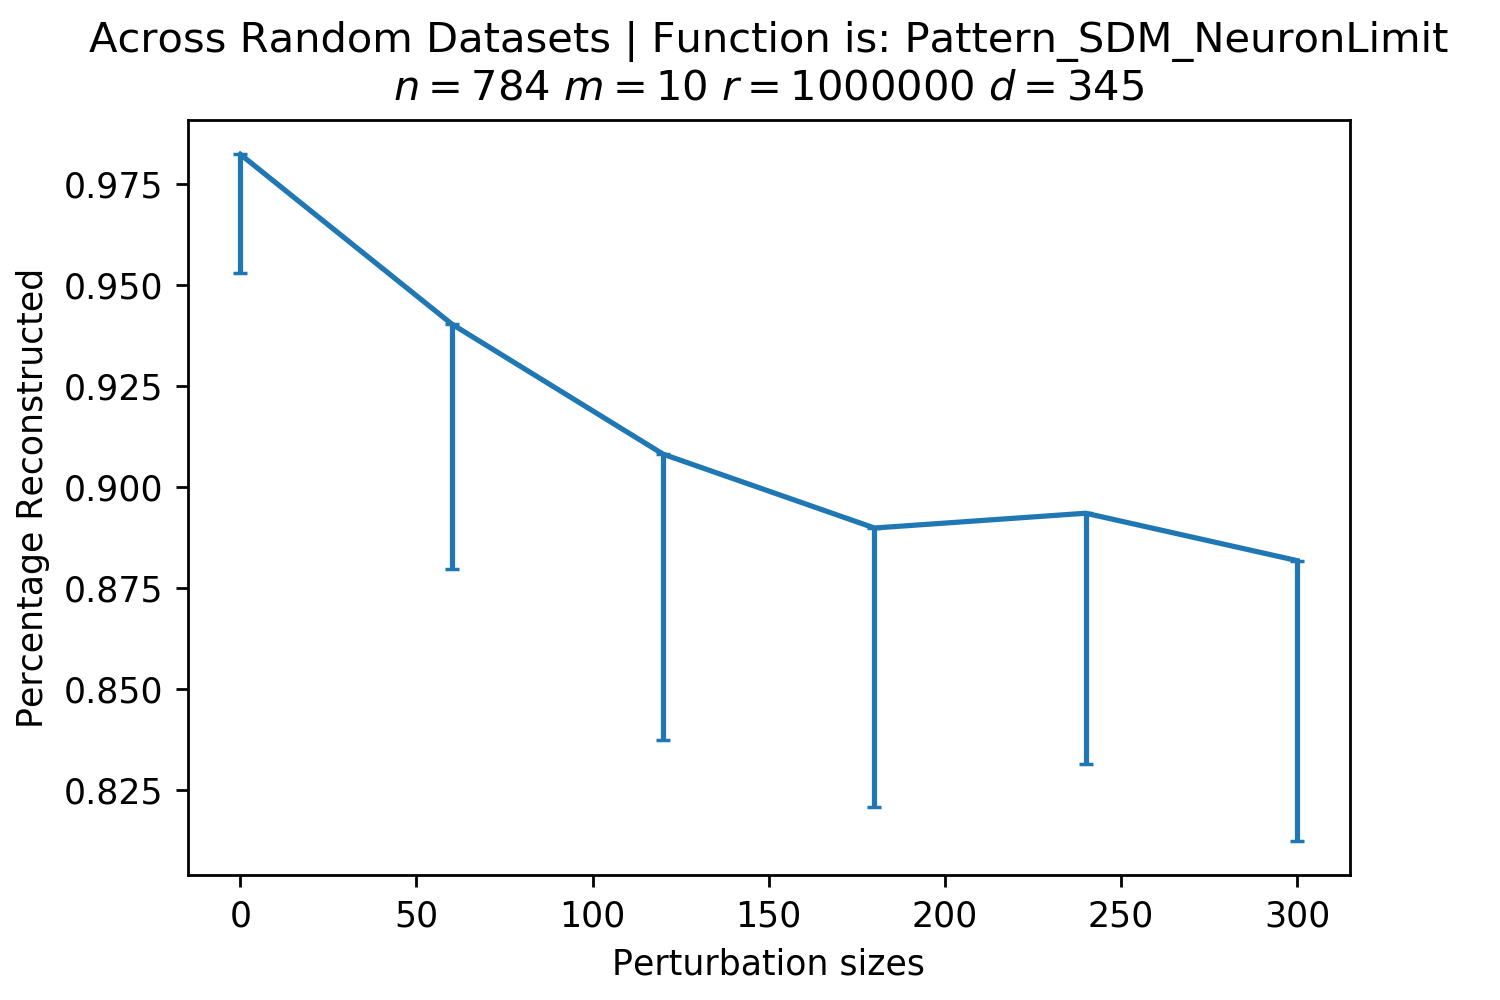 Across Random Datasets | Function is: Pattern_SDM_NeuronLimit
n = 784 m = 10 r = 1000000 d = 345
Percentage Reconstructed
0.975
0.950
0.925
0.900
0.875
0.850
0.825
0 50 100 150 200 250 300
Perturbation sizes